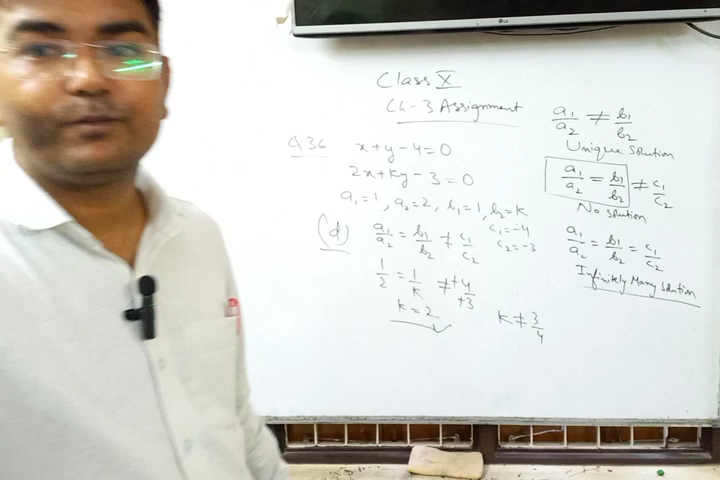 LG
Class X
Ch-3 Assignment
Q36 x+y-4=0
2x+ky-3=0
a₁=1, a₂=2, b₁=1, b₂=k
c₁=-4
c₂=-3
(d) a₁/a₂ = b₁/b₂ ≠ c₁/c₂
1/2 = 1/k ≠ +4/+3
k=2
k≠3/4
a₁/a₂ ≠ b₁/b₂
Unique Solution
a₁/a₂ = b₁/b₂ ≠ c₁/c₂
No Solution
a₁/a₂ = b₁/b₂ = c₁/c₂
Infinitely Many Solution